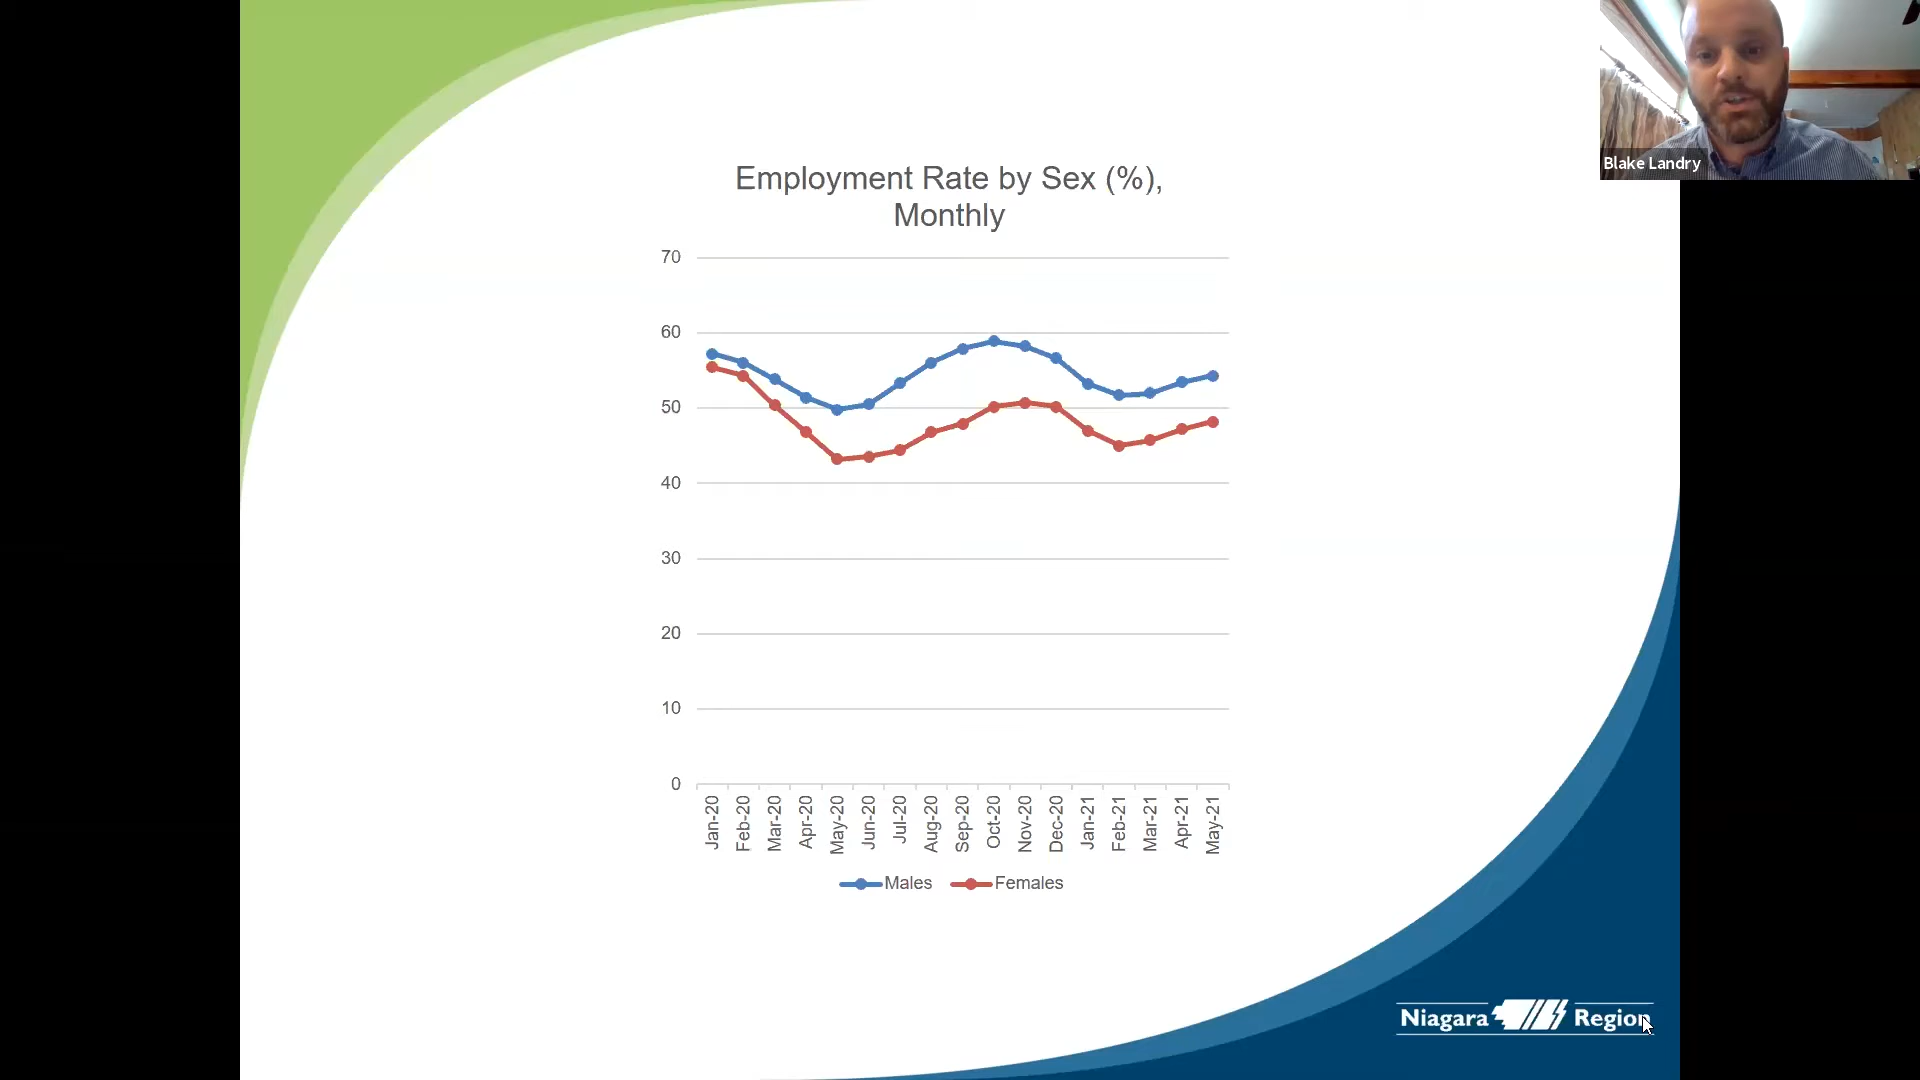 Blake Landry
Employment Rate by Sex (%),
Monthly
70
60
50
40
30
20
10
0
Jan-20
Feb-20
Mar-20
Apr-20
May-20
Jun-20
Jul-20
Aug-20
Sep-20
Oct-20
Nov-20
Dec-20
Jan-21
Feb-21
Mar-21
Apr-21
May-21
Males Females
Niagara Region